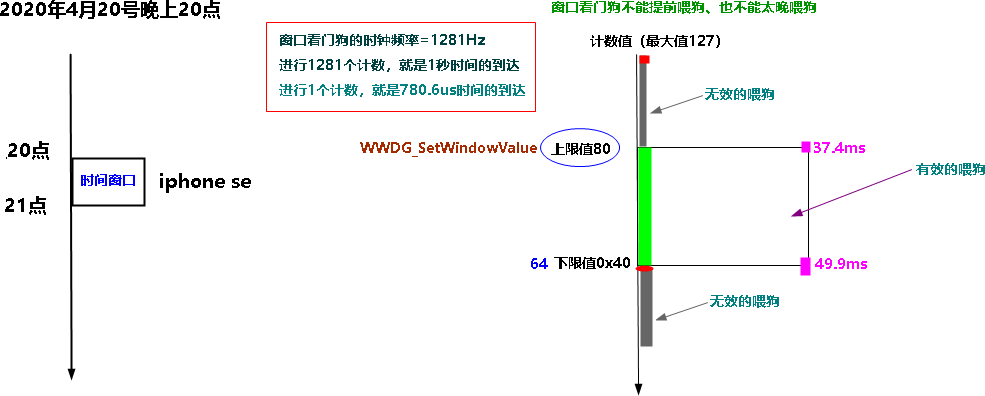 2020年4月20号晚上20点
20点
时间窗口
iphone se
21点
窗口看门狗的时钟频率=1281Hz
进行1281个计数，就是1秒时间的到达
进行1个计数，就是780.6us时间的到达
窗口看门狗不能提前喂狗、也不能太晚喂狗
计数值（最大值127）
无效的喂狗
WWDG_SetWindowValue 上限值80
37.4ms
有效的喂狗
64 下限值0x40
49.9ms
无效的喂狗